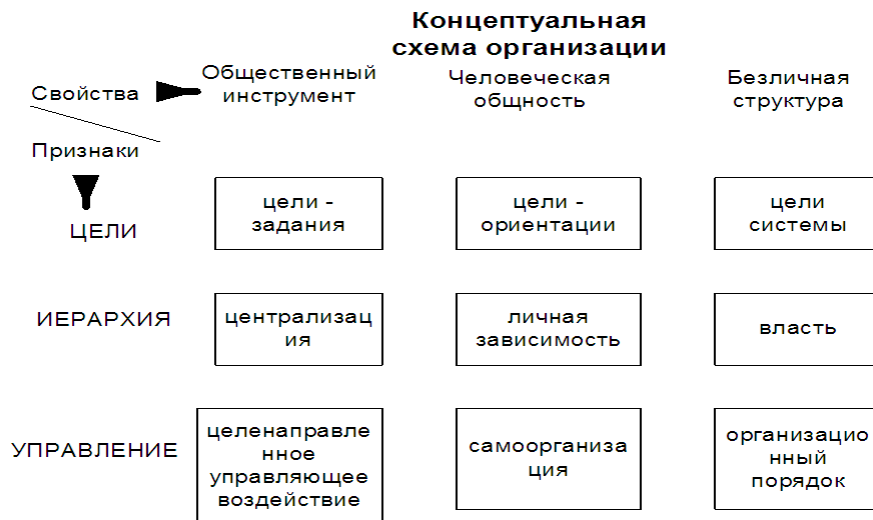 Концептуальная
схема организации
Свойства
Общественный
инструмент
Человеческая
общность
Безличная
структура
Признаки
ЦЕЛИ
цели -
задания
цели -
ориентации
цели
системы
ИЕРАРХИЯ
централизац
ия
личная
зависимость
власть
УПРАВЛЕНИЕ
целенаправле
нное
управляющее
воздействие
самоорганиза
ция
организацио
нный
порядок